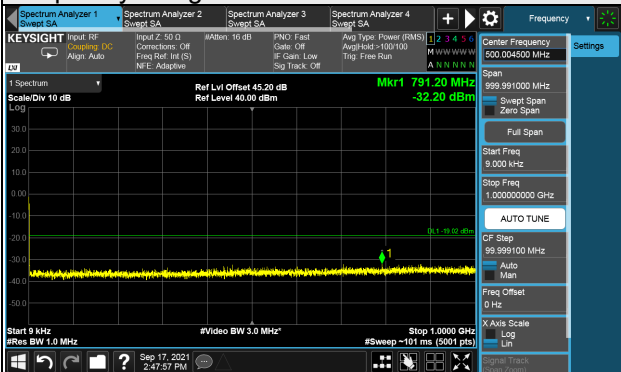 Spectrum Analyzer 1
Swept SA
Spectrum Analyzer 2
Swept SA
Spectrum Analyzer 3
Swept SA
Spectrum Analyzer 4
Swept SA
+
Frequency
KEYSIGHT
LXI
Input: RF
Coupling: DC
Align: Auto
Input Z: 50 Ω
Corrections: Off
Freq Ref: Int (S)
NFE: Adaptive
#Atten: 16 dB
PNO: Fast
Gate: Off
IF Gain: Low
Sig Track: Off
Avg Type: Power (RMS)
Avg|Hold:>100/100
Trig: Free Run
1 2 3 4 5 6
M W W W W W
A N N N N N
1 Spectrum
Scale/Div 10 dB
Log
Ref Lvl Offset 45.20 dB
Ref Level 40.00 dBm
Mkr1 791.20 MHz
-32.20 dBm
30.0
20.0
10.0
0.00
-10.0
-20.0
-30.0
-40.0
-50.0
DL1 -19.02 dBm
1
Start 9 kHz
#Res BW 1.0 MHz
#Video BW 3.0 MHz*
Stop 1.0000 GHz
#Sweep ~101 ms (5001 pts)
Center Frequency
500.004500 MHz
Settings
Span
999.991000 MHz
Swept Span
Zero Span
Full Span
Start Freq
9.000 kHz
Stop Freq
1.000000000 GHz
AUTO TUNE
CF Step
99.999100 MHz
Auto
Man
Freq Offset
0 Hz
X Axis Scale
Log
Lin
Signal Track
(Span Zoom)
?
Sep 17, 2021
2:47:57 PM